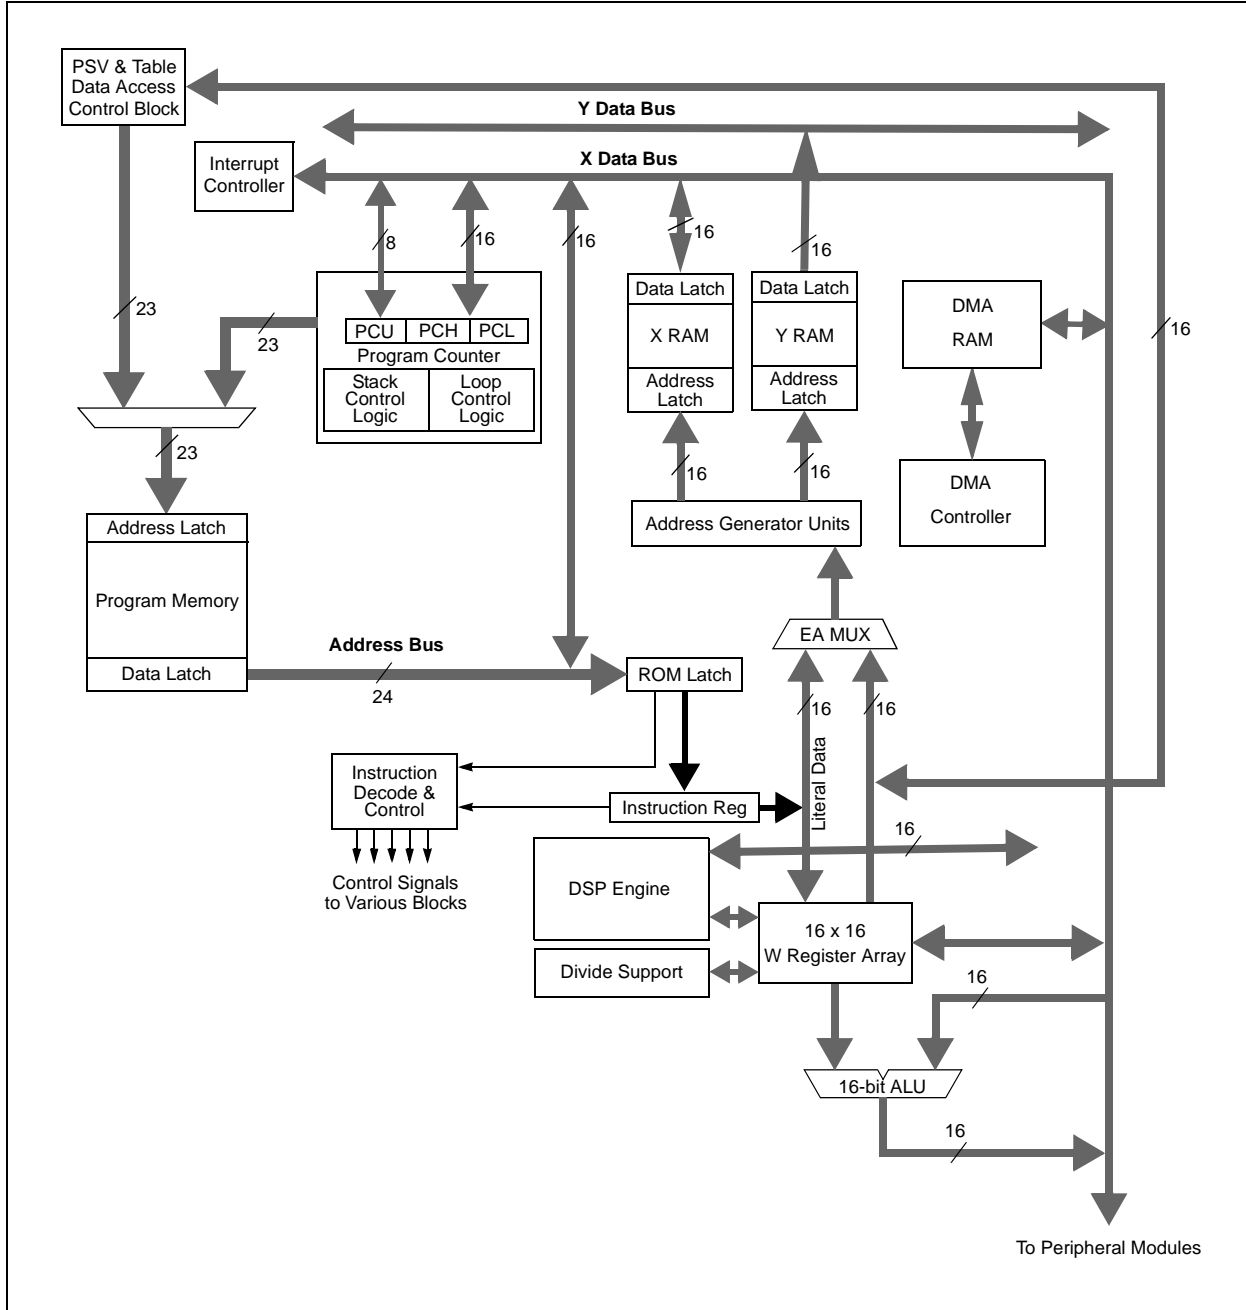 PSV & Table
Data Access
Control Block
Y Data Bus
Interrupt
Controller
X Data Bus
8
16
16
16
16
23
23
16
PCU
PCH
PCL
Program Counter
Stack
Control
Logic
Loop
Control
Logic
Data Latch
X RAM
Address
Latch
Data Latch
Y RAM
Address
Latch
DMA
RAM
23
16
16
DMA
Controller
Address Generator Units
Address Latch
Program Memory
Data Latch
Address Bus
24
EA MUX
ROM Latch
16
16
Literal Data
Instruction
Decode &
Control
Instruction Reg
Control Signals
to Various Blocks
16
DSP Engine
16 x 16
W Register Array
Divide Support
16
16-bit ALU
16
To Peripheral Modules